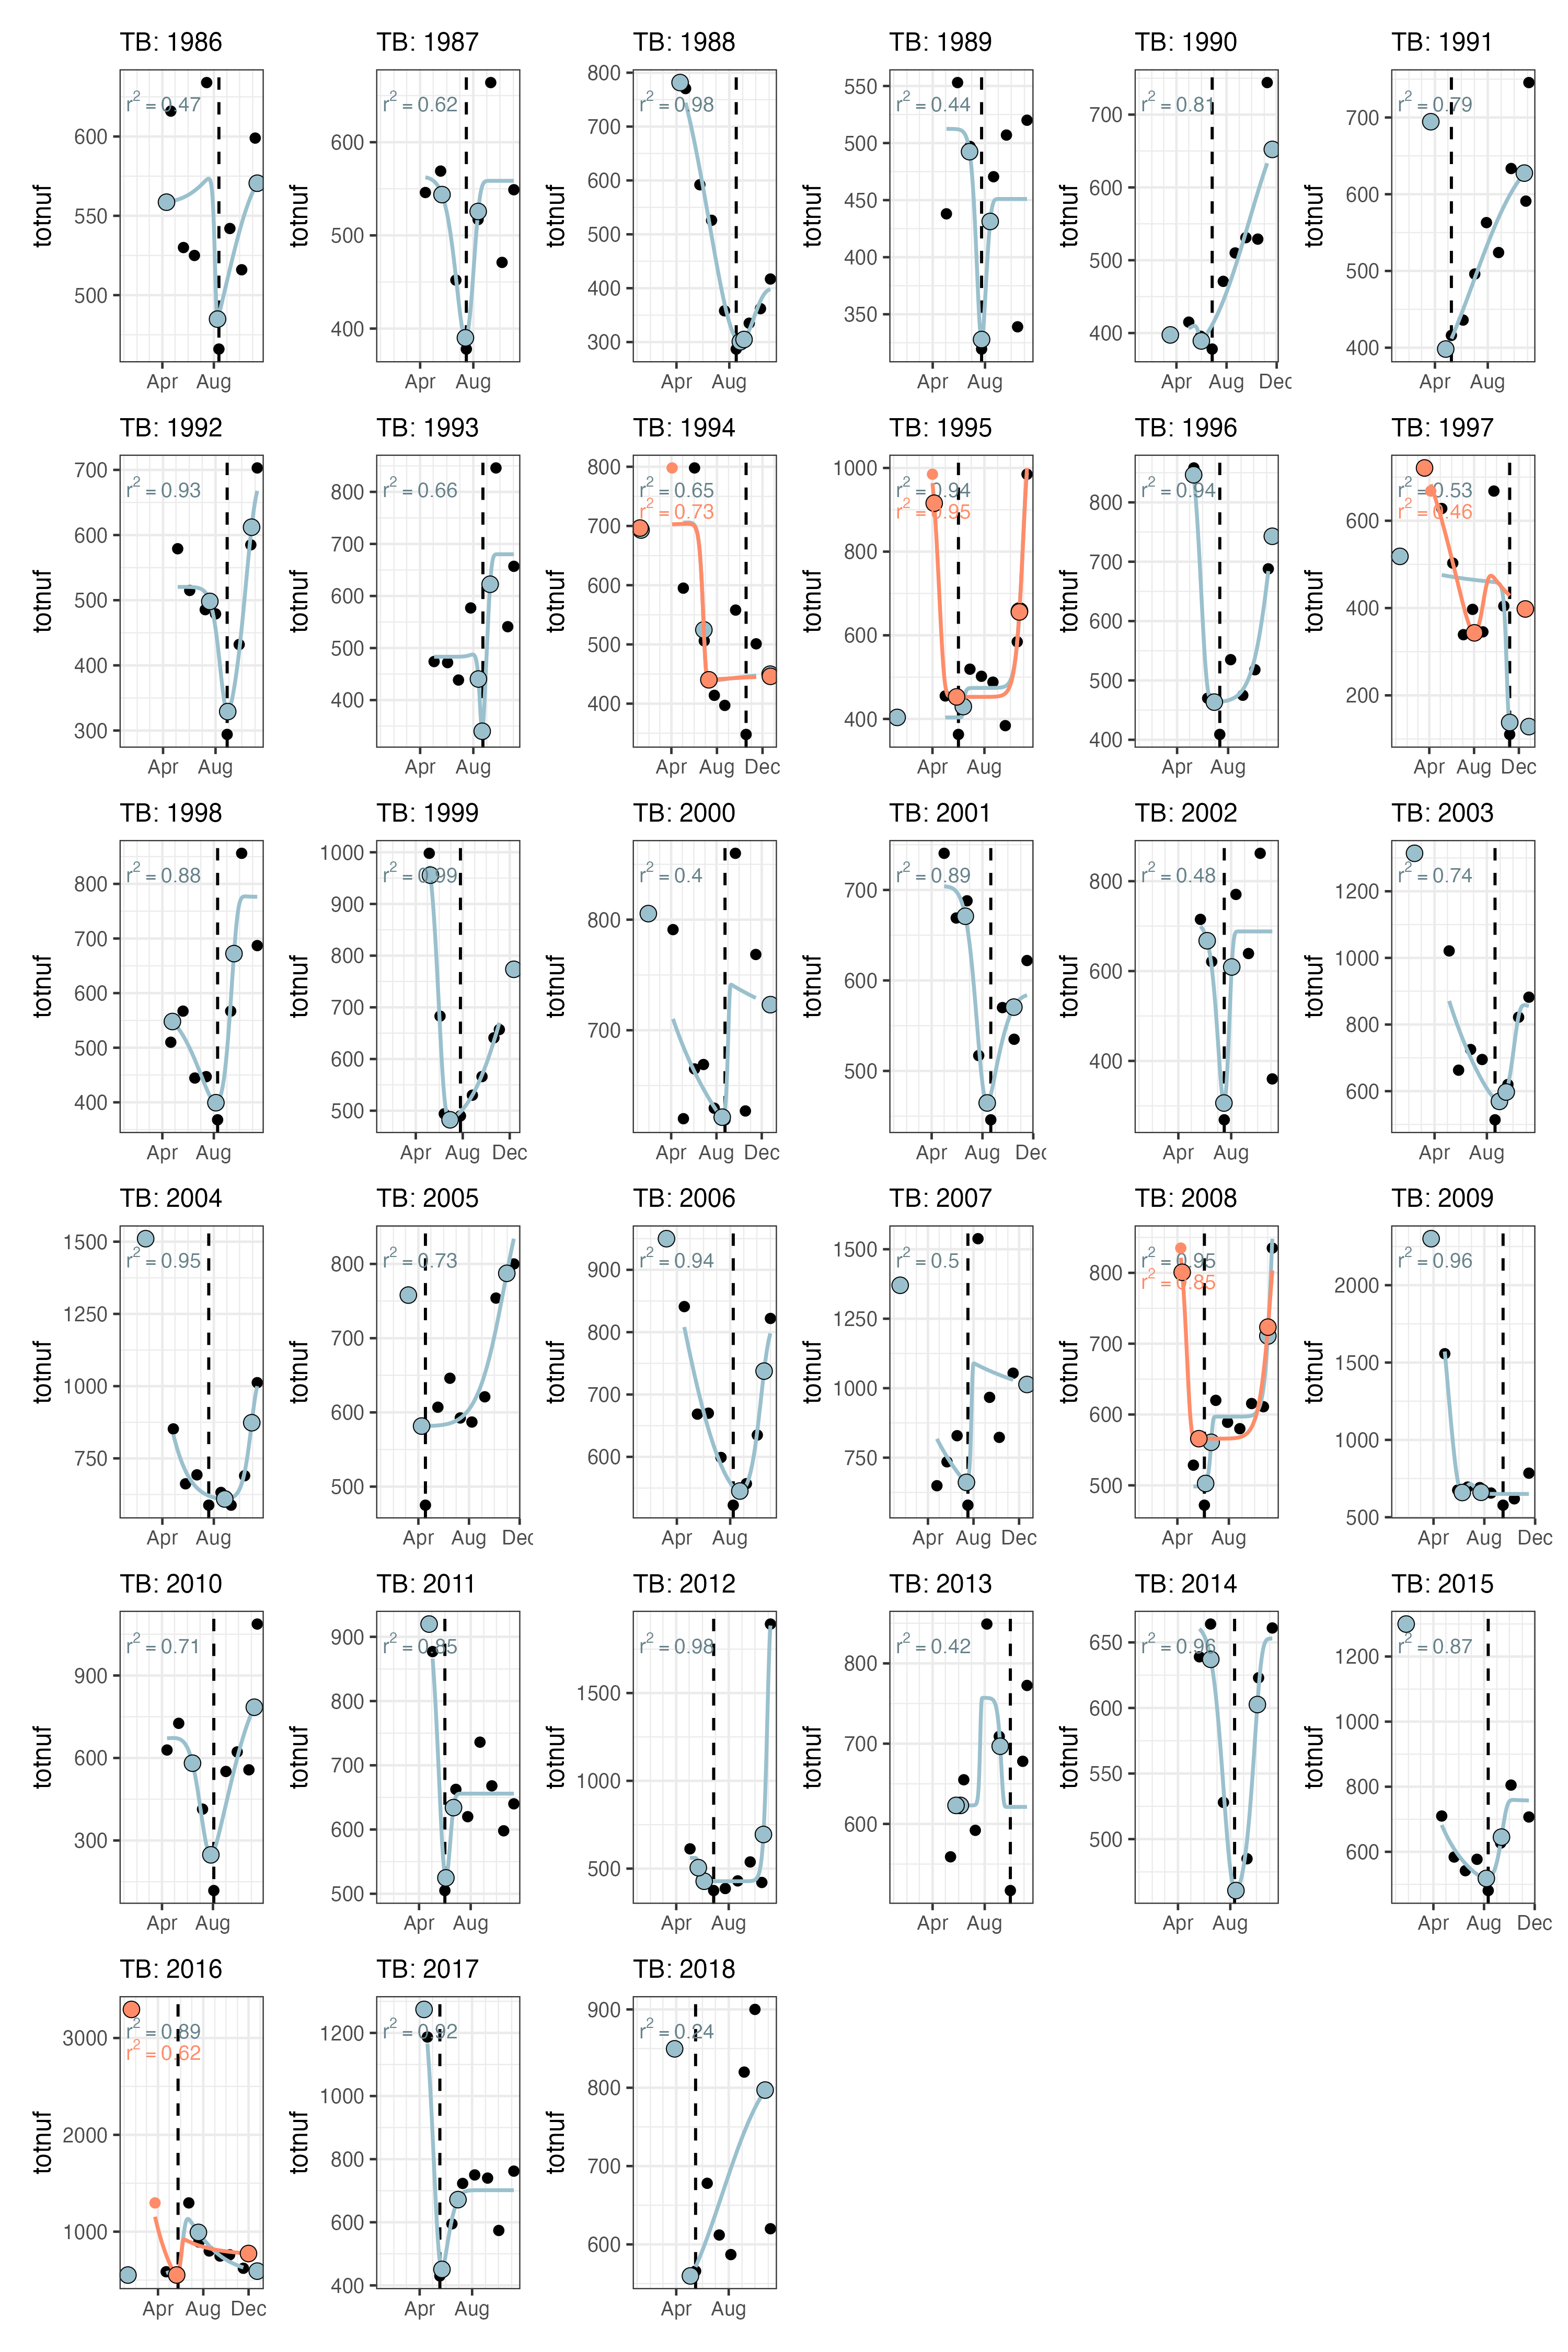 TB: 1986 TB: 1987 TB: 1988 TB: 1989 TB: 1990 TB: 1991
totnuf
600
550
500
r² = 0.47
Apr Aug
totnuf
600
500
400
r² = 0.62
Apr Aug
totnuf
800
700
600
500
400
300
r² = 0.98
Apr Aug
totnuf
550
500
450
400
350
r² = 0.44
Apr Aug
totnuf
700
600
500
400
r² = 0.81
Apr Aug Dec
totnuf
700
600
500
400
r² = 0.79
Apr Aug
TB: 1992 TB: 1993 TB: 1994 TB: 1995 TB: 1996 TB: 1997
totnuf
700
600
500
400
300
r² = 0.93
Apr Aug
totnuf
800
700
600
500
400
r² = 0.66
Apr Aug
totnuf
800
700
600
500
400
r² = 0.65
r² = 0.73
Apr Aug Dec
totnuf
1000
800
600
400
r² = 0.94
r² = 0.95
Apr Aug
totnuf
800
700
600
500
400
r² = 0.94
Apr Aug
totnuf
600
400
200
r² = 0.53
r² = 0.46
Apr Aug Dec
TB: 1998 TB: 1999 TB: 2000 TB: 2001 TB: 2002 TB: 2003
totnuf
800
700
600
500
400
r² = 0.88
Apr Aug
totnuf
1000
900
800
700
600
500
r² = 0.99
Apr Aug Dec
totnuf
800
700
r² = 0.4
Apr Aug Dec
totnuf
700
600
500
r² = 0.89
Apr Aug Dec
totnuf
800
600
400
r² = 0.48
Apr Aug
totnuf
1200
1000
800
600
r² = 0.74
Apr Aug
TB: 2004 TB: 2005 TB: 2006 TB: 2007 TB: 2008 TB: 2009
totnuf
1500
1250
1000
750
r² = 0.95
Apr Aug
totnuf
800
700
600
500
r² = 0.73
Apr Aug Dec
totnuf
900
800
700
600
r² = 0.94
Apr Aug
totnuf
1500
1250
1000
750
r² = 0.5
Apr Aug Dec
totnuf
800
700
600
500
r² = 0.95
r² = 0.85
Apr Aug
totnuf
2000
1500
1000
500
r² = 0.96
Apr Aug Dec
TB: 2010 TB: 2011 TB: 2012 TB: 2013 TB: 2014 TB: 2015
totnuf
900
600
300
r² = 0.71
Apr Aug
totnuf
900
800
700
600
500
r² = 0.85
Apr Aug
totnuf
1500
1000
500
r² = 0.98
Apr Aug
totnuf
800
700
600
r² = 0.42
Apr Aug
totnuf
650
600
550
500
r² = 0.96
Apr Aug
totnuf
1200
1000
800
600
r² = 0.87
Apr Aug Dec
TB: 2016 TB: 2017 TB: 2018
totnuf
3000
2000
1000
r² = 0.89
r² = 0.62
Apr Aug Dec
totnuf
1200
1000
800
600
400
r² = 0.92
Apr Aug
totnuf
900
800
700
600
r² = 0.24
Apr Aug